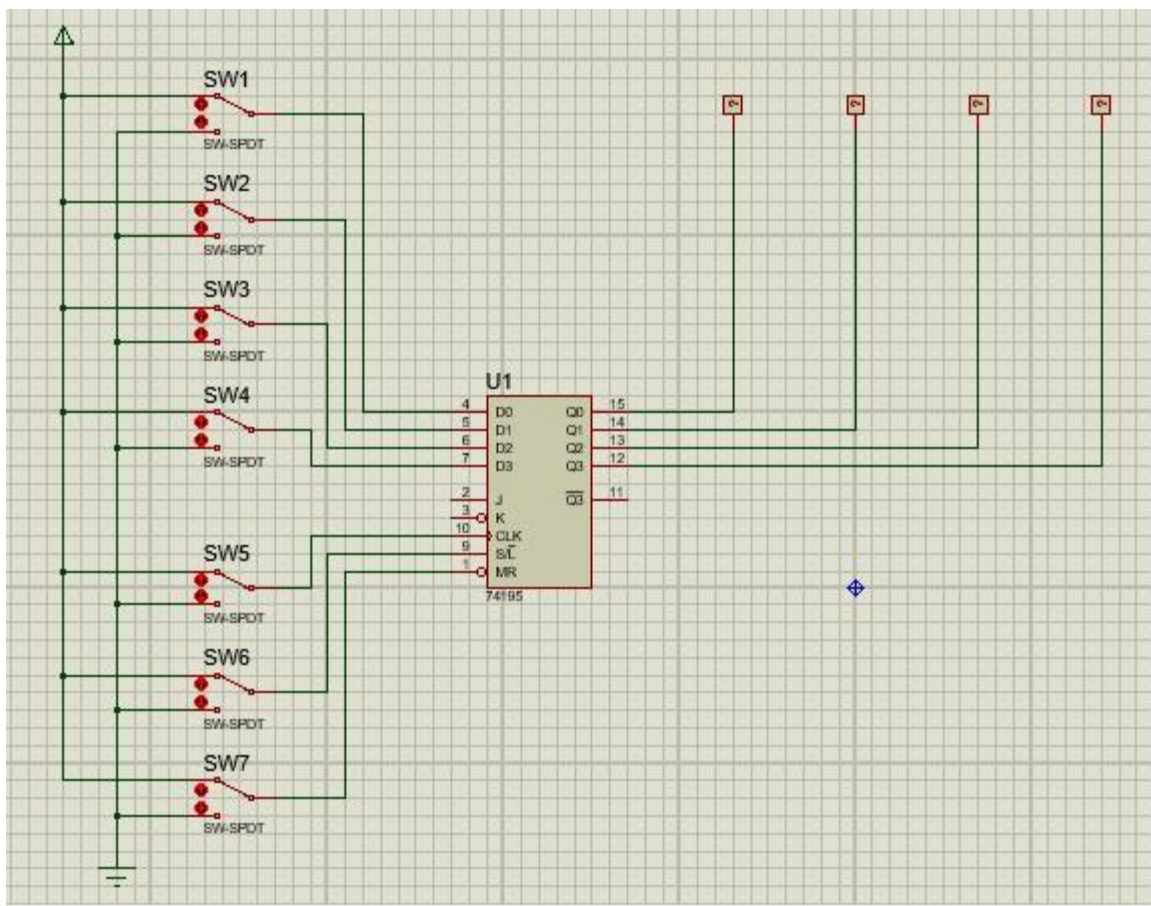 SW1
SW-SPDT
SW2
SW-SPDT
SW3
SW-SPDT
SW4
SW-SPDT
SW5
SW-SPDT
SW6
SW-SPDT
SW7
SW-SPDT
U1
4 D0 Q0 15
5 D1 Q1 14
6 D2 Q2 13
7 D3 Q3 12
2 J Q3 11
3 K
10 CLK
9 S/L
1 MR
74195
? ? ? ?